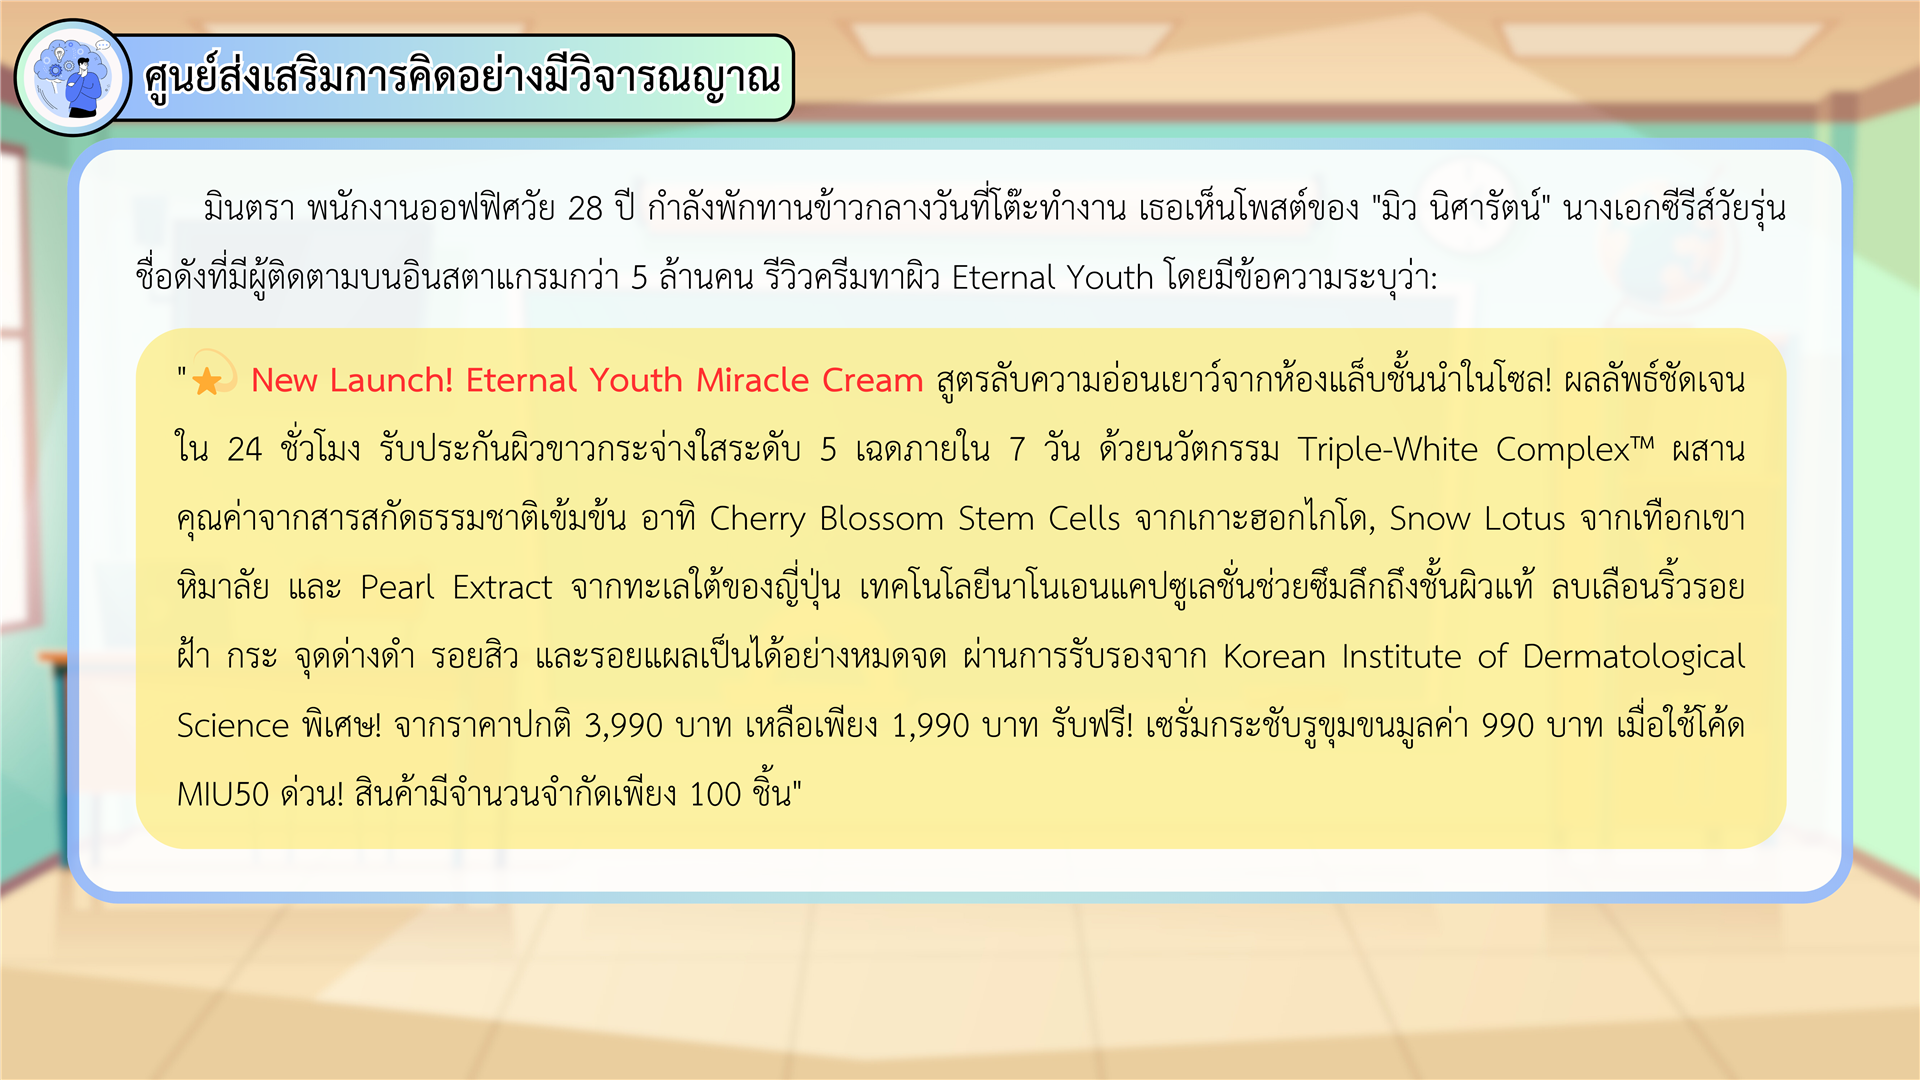 ศูนย์ส่งเสริมการคิดอย่างมีวิจารณญาณ
มินตรา พนักงานออฟฟิศวัย 28 ปี กำลังพักทานข้าวกลางวันที่โต๊ะทำงาน เธอเห็นโพสต์ของ "มิว นิศารัตน์" นางเอกซีรีส์วัยรุ่น
ชื่อดังที่มีผู้ติดตามบนอินสตาแกรมกว่า 5 ล้านคน รีวิวครีมทาผิว Eternal Youth โดยมีข้อความระบุว่า:
"💫 New Launch! Eternal Youth Miracle Cream สูตรลับความอ่อนเยาว์จากห้องแล็บชั้นนำในโซล! ผลลัพธ์ชัดเจน
ใน 24 ชั่วโมง รับประกันผิวขาวกระจ่างใสระดับ 5 เฉดภายใน 7 วัน ด้วยนวัตกรรม Triple-White Complex™ ผสาน
คุณค่าจากสารสกัดธรรมชาติเข้มข้น อาทิ Cherry Blossom Stem Cells จากเกาะฮอกไกโด, Snow Lotus จากเทือกเขา
หิมาลัย และ Pearl Extract จากทะเลใต้ของญี่ปุ่น เทคโนโลยีนาโนเอนแคปซูเลชั่นช่วยซึมลึกถึงชั้นผิวแท้ ลบเลือนริ้วรอย
ฝ้า กระ จุดด่างดำ รอยสิว และรอยแผลเป็นได้อย่างหมดจด ผ่านการรับรองจาก Korean Institute of Dermatological
Science พิเศษ! จากราคาปกติ 3,990 บาท เหลือเพียง 1,990 บาท รับฟรี! เซรั่มกระชับรูขุมขนมูลค่า 990 บาท เมื่อใช้โค้ด
MIU50 ด่วน! สินค้ามีจำนวนจำกัดเพียง 100 ชิ้น"